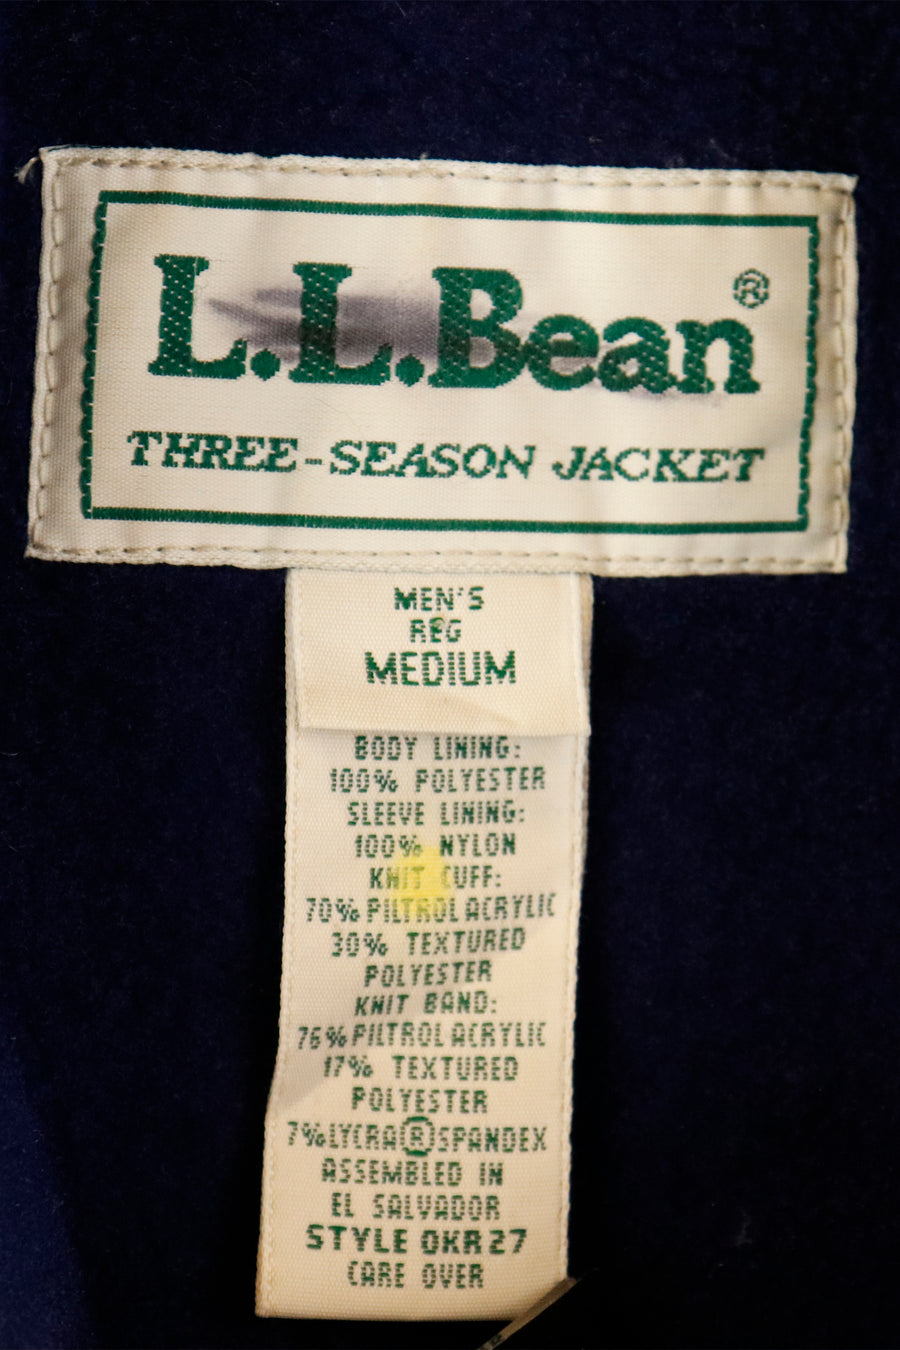 L.L.Bean®
THREE-SEASON JACKET
MEN'S
REG
MEDIUM
BODY LINING:
100% POLYESTER
SLEEVE LINING:
100% NYLON
KNIT CUFF:
70% PILTROL ACRYLIC
30% TEXTURED
POLYESTER
KNIT BAND:
76% PILTROL ACRYLIC
17% TEXTURED
POLYESTER
7% LYCRA® SPANDEX
ASSEMBLED IN
EL SALVADOR
STYLE 0KR27
CARE OVER